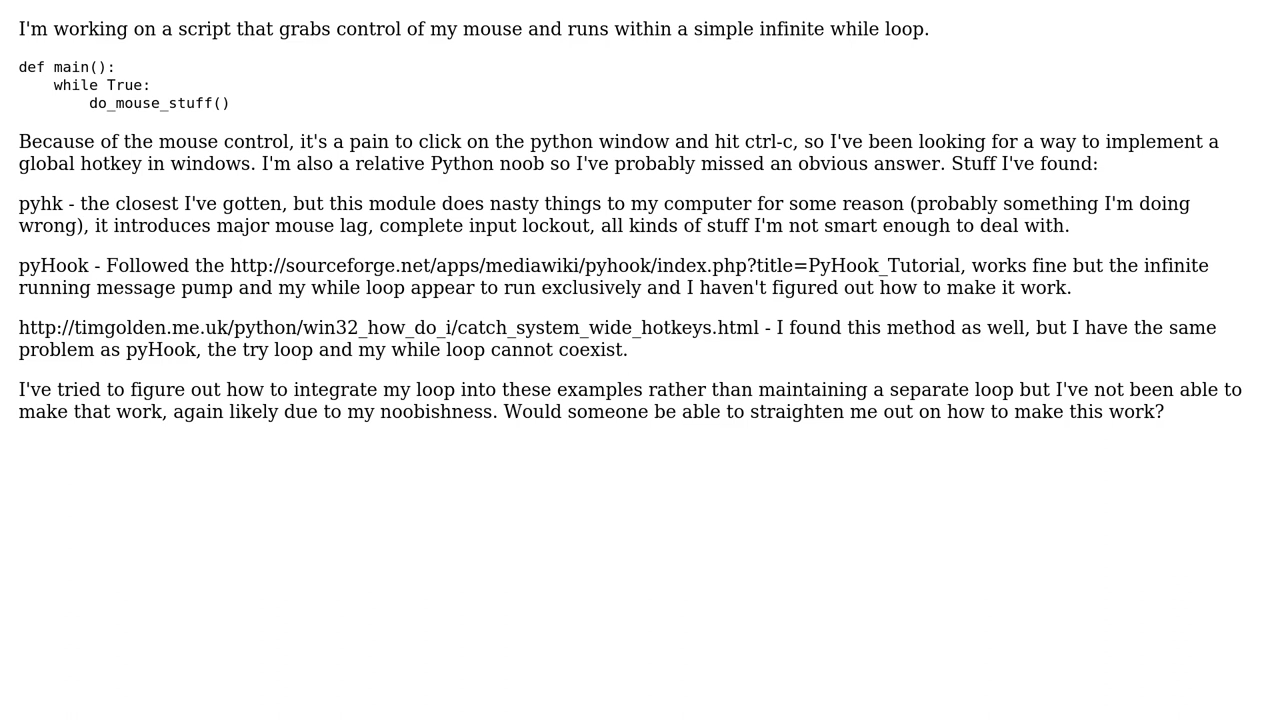 I'm working on a script that grabs control of my mouse and runs within a simple infinite while loop.
def main():
    while True:
        do_mouse_stuff()
Because of the mouse control, it's a pain to click on the python window and hit ctrl-c, so I've been looking for a way to implement a
global hotkey in windows. I'm also a relative Python noob so I've probably missed an obvious answer. Stuff I've found:
pyhk - the closest I've gotten, but this module does nasty things to my computer for some reason (probably something I'm doing
wrong), it introduces major mouse lag, complete input lockout, all kinds of stuff I'm not smart enough to deal with.
pyHook - Followed the http://sourceforge.net/apps/mediawiki/pyhook/index.php?title=PyHook_Tutorial, works fine but the infinite
running message pump and my while loop appear to run exclusively and I haven't figured out how to make it work.
http://timgolden.me.uk/python/win32_how_do_i/catch_system_wide_hotkeys.html - I found this method as well, but I have the same
problem as pyHook, the try loop and my while loop cannot coexist.
I've tried to figure out how to integrate my loop into these examples rather than maintaining a separate loop but I've not been able to
make that work, again likely due to my noobishness. Would someone be able to straighten me out on how to make this work?